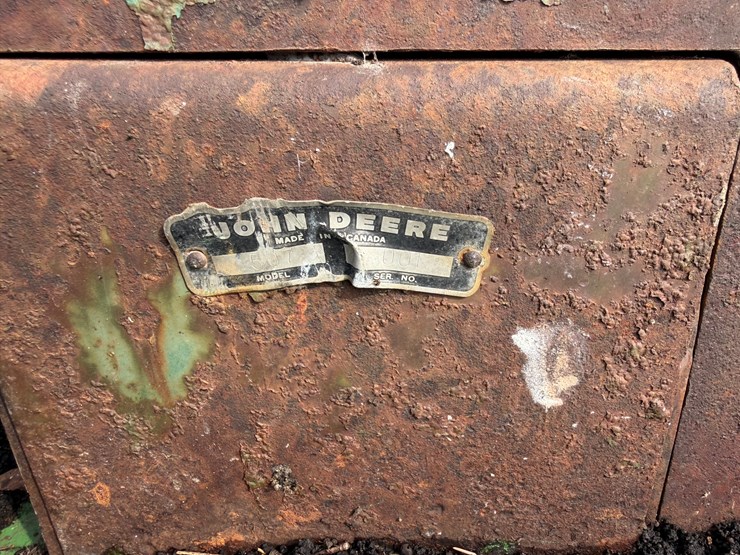 JOHN DEERE
MADE IN CANADA
MODEL SER. NO.